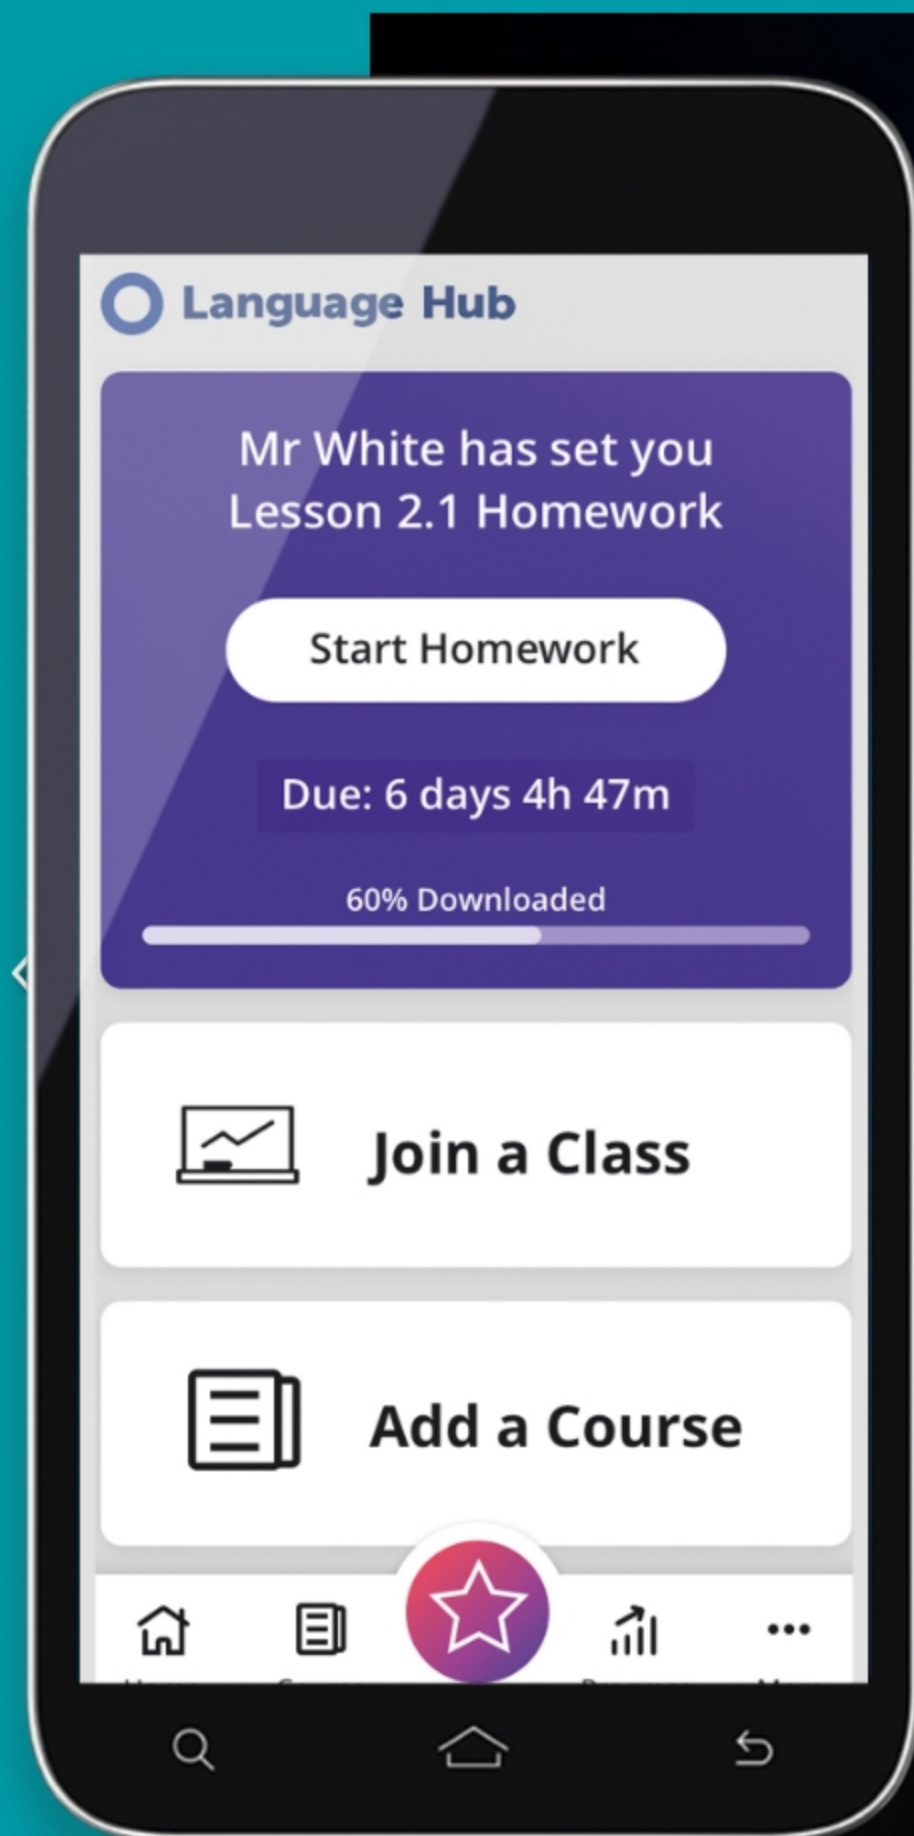 Language Hub
Mr White has set you
Lesson 2.1 Homework
Start Homework
Due: 6 days 4h 47m
60% Downloaded
Join a Class
Add a Course